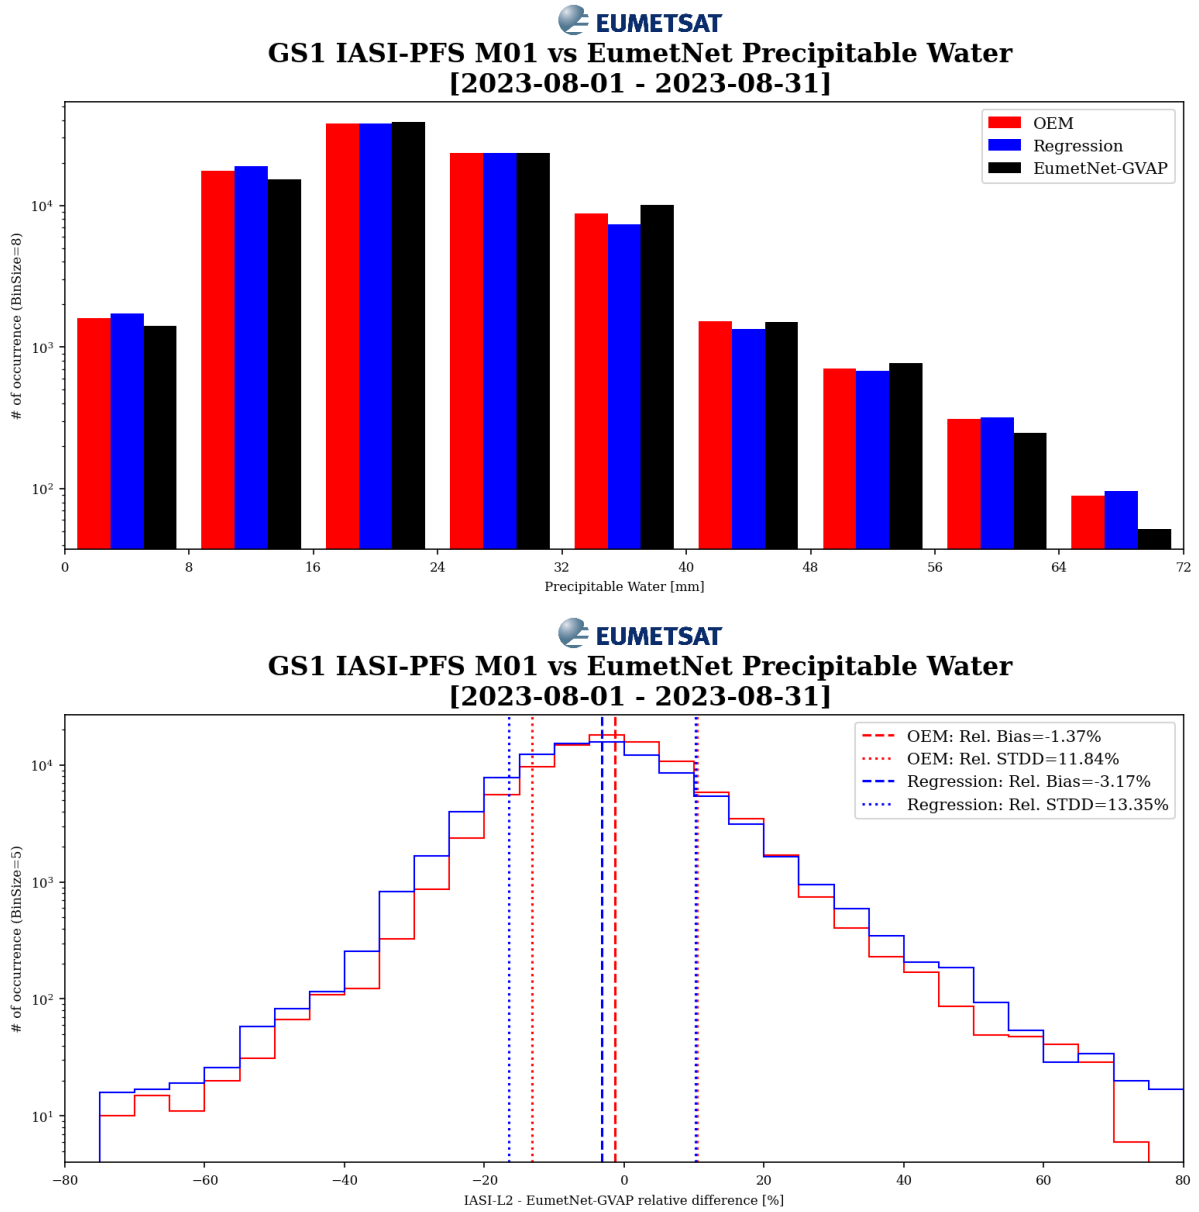 EUMETSAT
GS1 IASI-PFS M01 vs EumetNet Precipitable Water
[2023-08-01 - 2023-08-31]
OEM
Regression
EumetNet-GVAP
# of occurrence (BinSize=8)
10⁴
10³
10²
0 8 16 24 32 40 48 56 64 72
Precipitable Water [mm]
EUMETSAT
GS1 IASI-PFS M01 vs EumetNet Precipitable Water
[2023-08-01 - 2023-08-31]
OEM: Rel. Bias=-1.37%
OEM: Rel. STDD=11.84%
Regression: Rel. Bias=-3.17%
Regression: Rel. STDD=13.35%
# of occurrence (BinSize=5)
10⁴
10³
10²
10¹
−80 −60 −40 −20 0 20 40 60 80
IASI-L2 - EumetNet-GVAP relative difference [%]